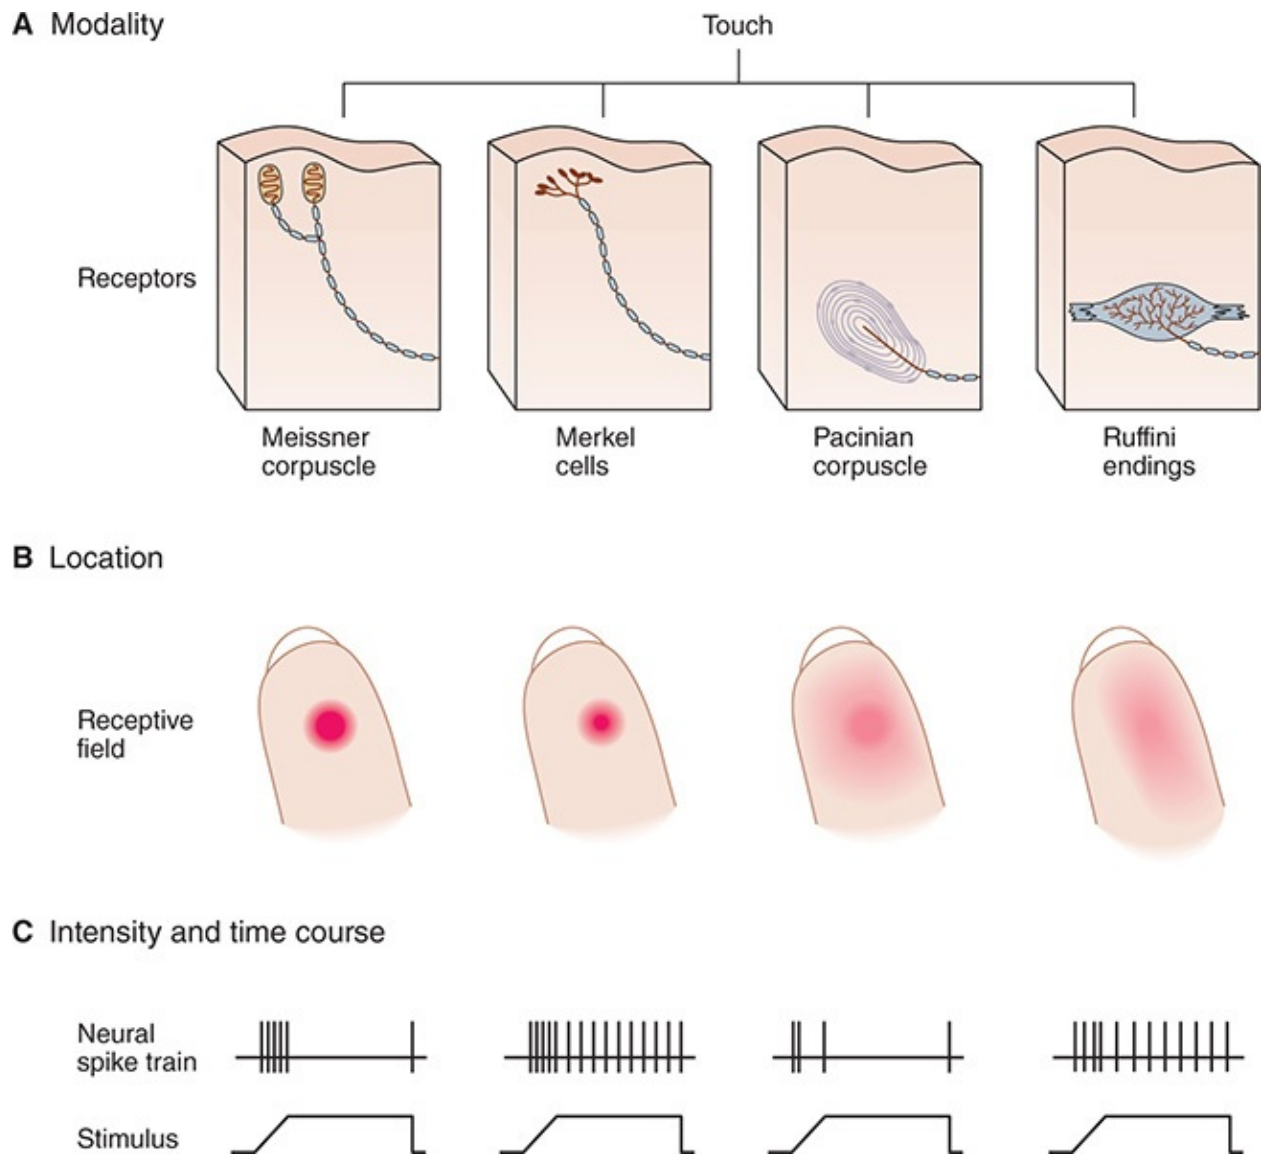 A Modality
Touch
Receptors
Meissner
corpuscle
Merkel
cells
Pacinian
corpuscle
Ruffini
endings
B Location
Receptive
field
C Intensity and time course
Neural
spike train
Stimulus